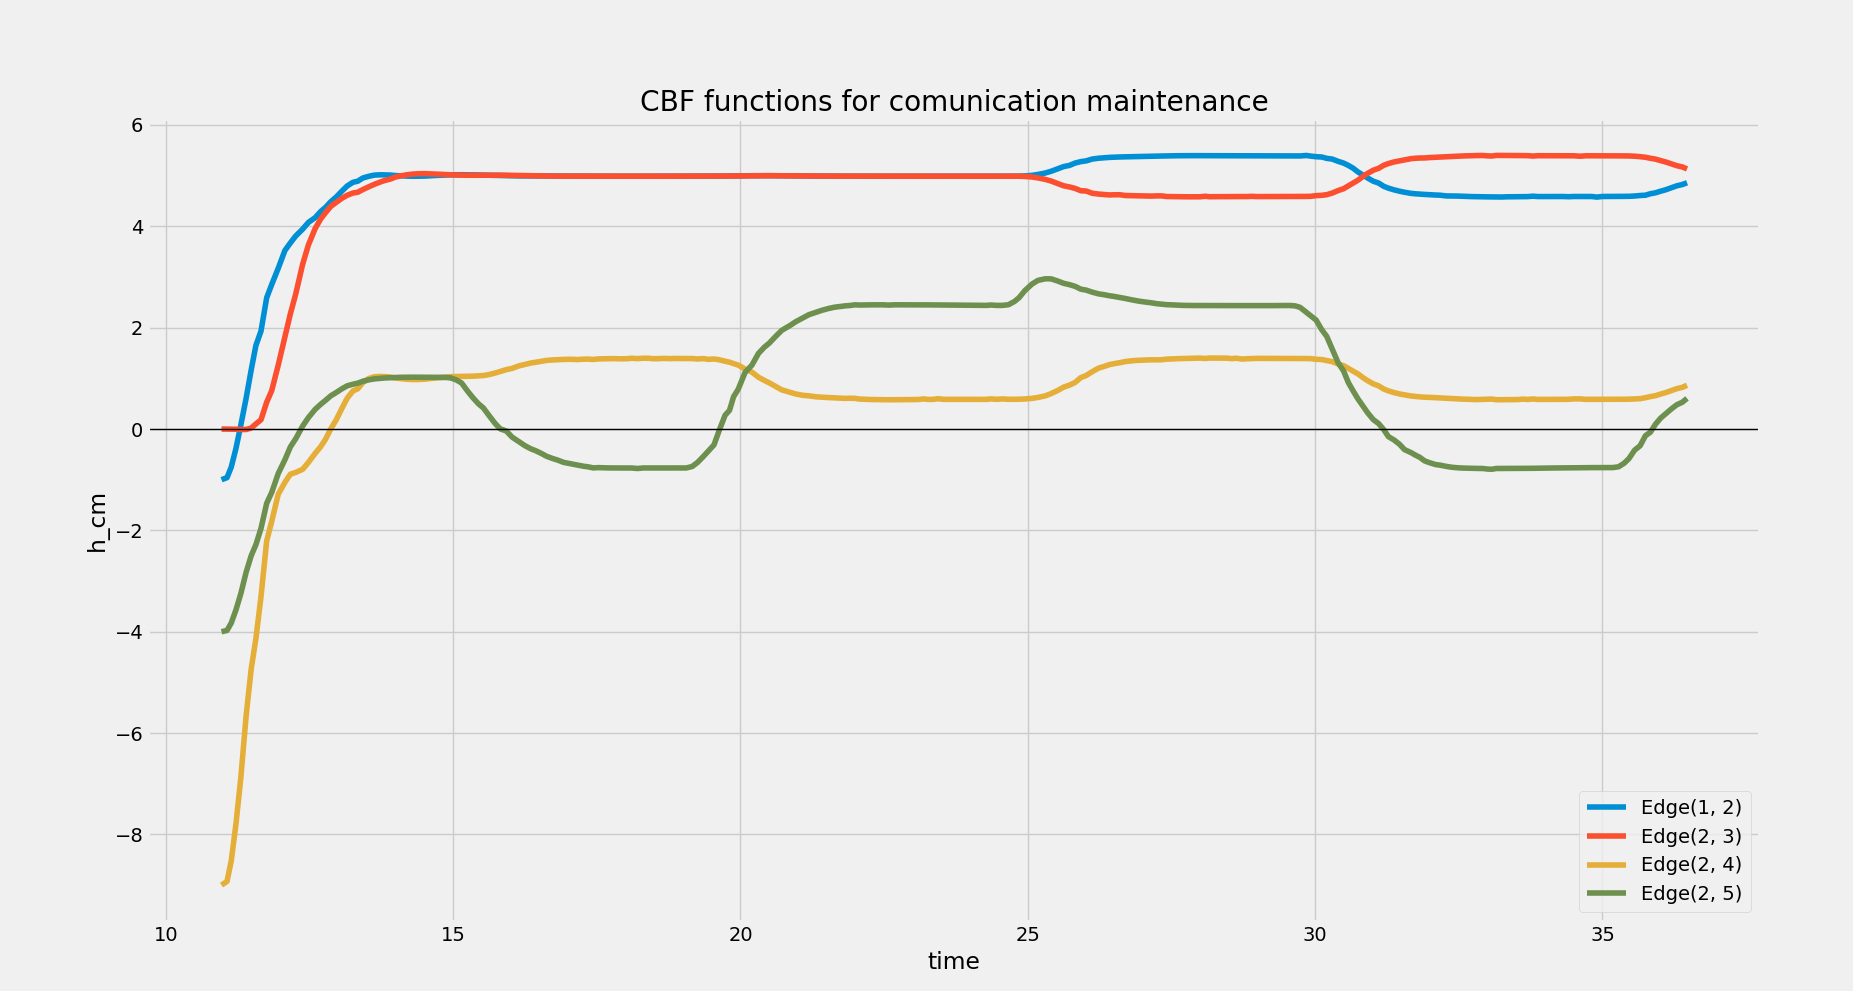 CBF functions for comunication maintenance
6
4
2
0
−2
−4
−6
−8
h_cm
10 15 20 25 30 35
time
Edge(1, 2)
Edge(2, 3)
Edge(2, 4)
Edge(2, 5)